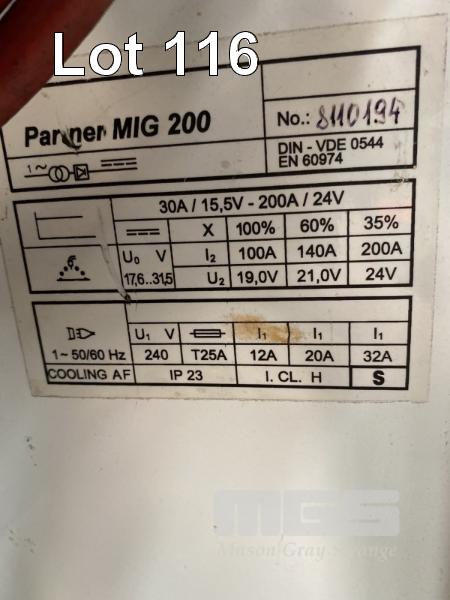 Lot 116
Partner MIG 200
No.: 8110194
DIN - VDE 0544
EN 60974
1~
30A / 15,5V - 200A / 24V
X 100% 60% 35%
U₀ V I₂ 100A 140A 200A
17,6..31,5 U₂ 19,0V 21,0V 24V
U₁ V I₁ I₁ I₁
1~ 50/60 Hz 240 T25A 12A 20A 32A
COOLING AF IP 23 I. CL. H S
MGS
Mason Gray Strange